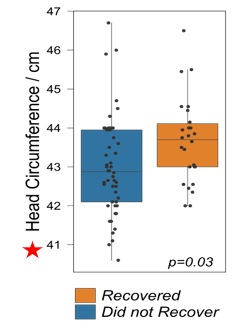 47
46
45
44
43
42
41
Head Circumference / cm
p=0.03
Recovered
Did not Recover